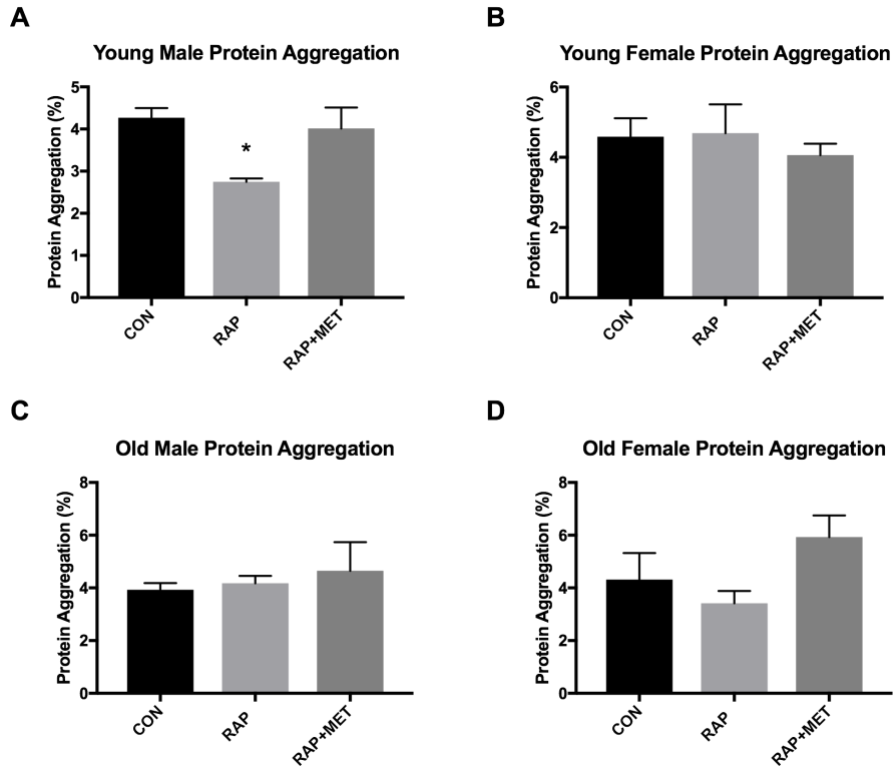 A
Young Male Protein Aggregation
Protein Aggregation (%)
5
4
3
2
1
0
*
CON
RAP
RAP+MET
B
Young Female Protein Aggregation
Protein Aggregation (%)
6
4
2
0
CON
RAP
RAP+MET
C
Old Male Protein Aggregation
Protein Aggregation (%)
8
6
4
2
0
CON
RAP
RAP+MET
D
Old Female Protein Aggregation
Protein Aggregation (%)
8
6
4
2
0
CON
RAP
RAP+MET